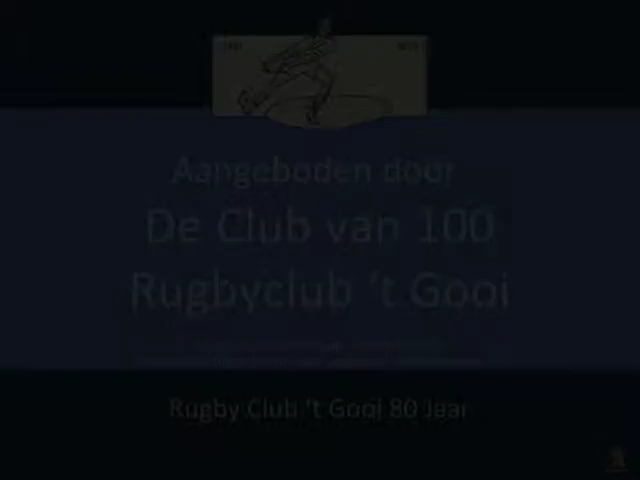 Aangeboden door
De Club van 100
Rugbyclub 't Gooi
Rugby Club 't Gooi 80 Jaar